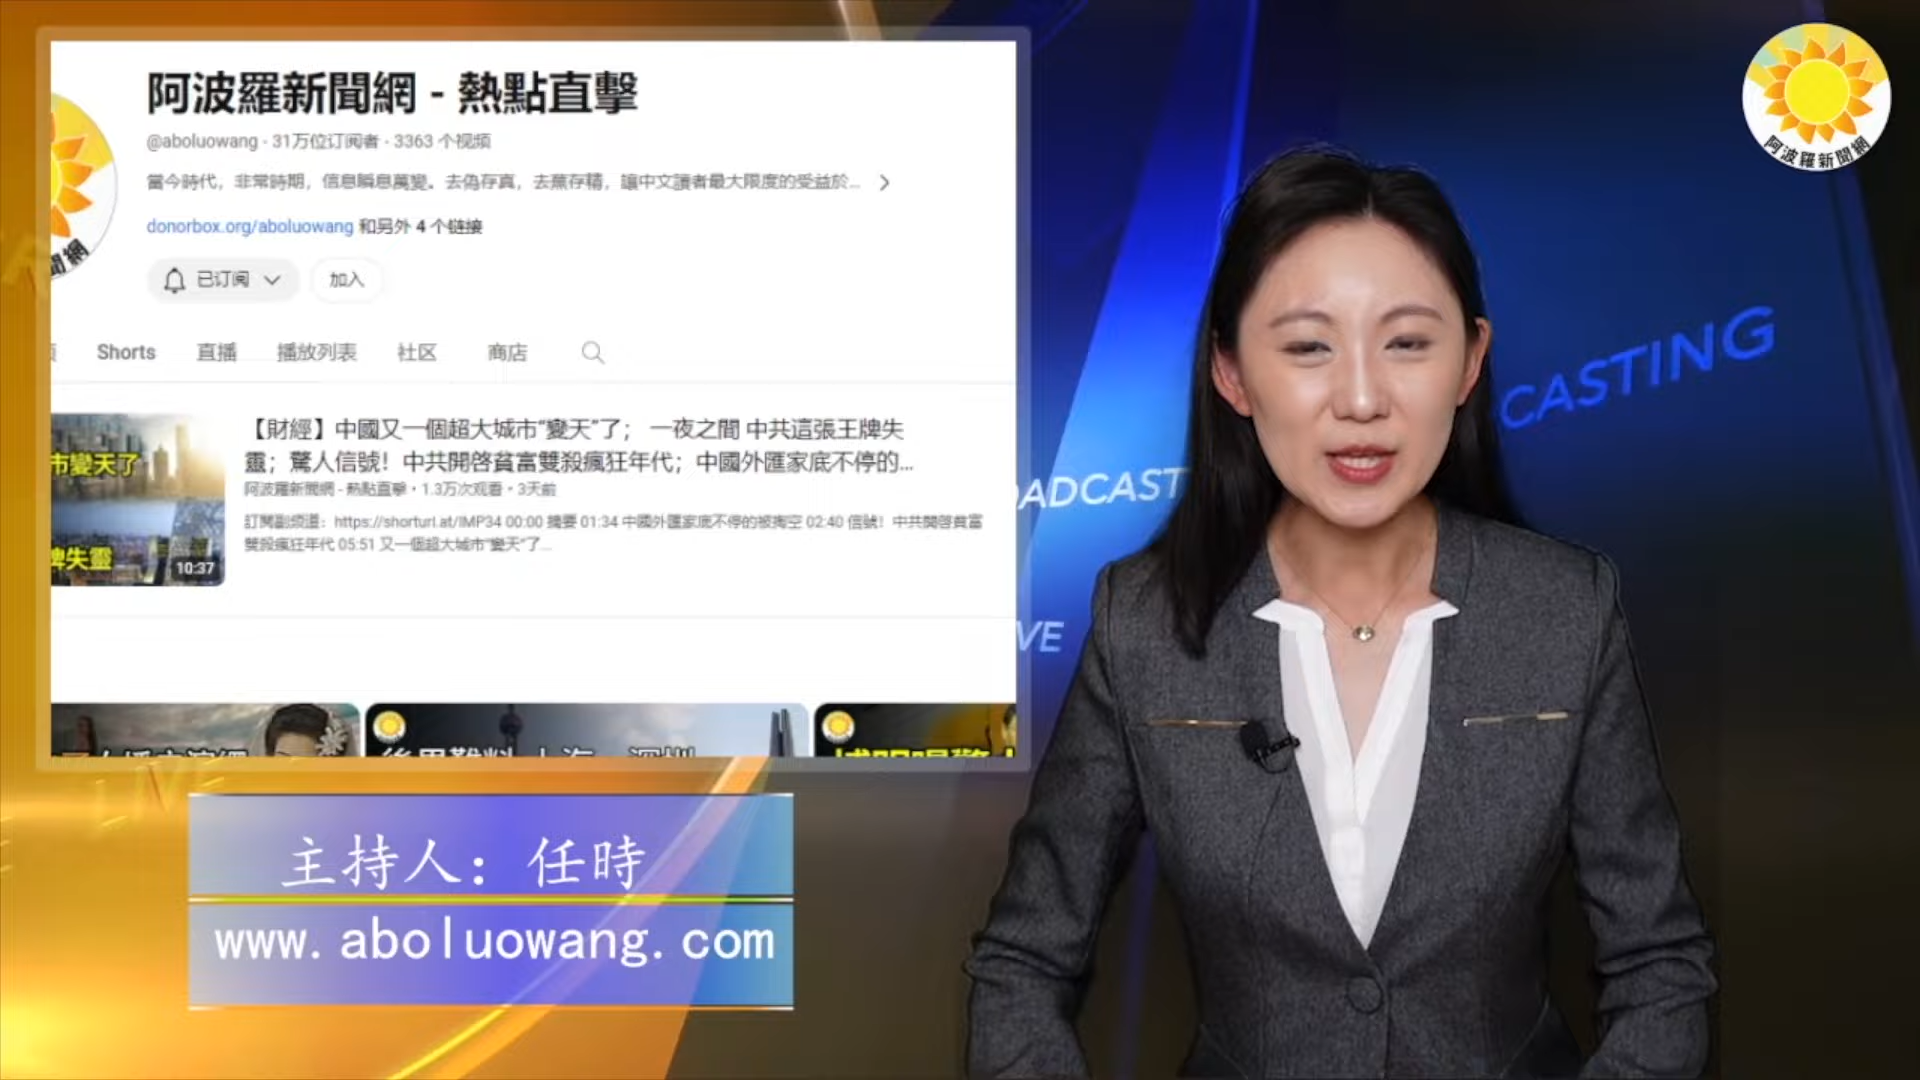 阿波羅新聞網 - 熱點直擊
@aboluowang · 31万位订阅者 · 3363 个视频
當今時代，非常時期，信息瞬息萬變。去偽存真，去蕪存精，讓中文讀者最大限度的受益於...
donorbox.org/aboluowang 和另外 4 个链接
聞網
已订阅
加入
Shorts 直播 播放列表 社区 商店
市變天了
牌失靈
10:37
【財經】中國又一個超大城市"變天"了； 一夜之間 中共這張王牌失
靈；驚人信號！中共開啓貧富雙殺瘋狂年代；中國外匯家底不停的...
阿波羅新聞網 - 熱點直擊 · 1.3万次观看 · 3天前
訂閱副頻道：https://shorturl.at/IMP34 00:00 摘要 01:34 中國外匯家底不停的被掏空 02:40 信號！中共開啓貧富
雙殺瘋狂年代 05:51 又一個超大城市"變天"了...
主持人：任時
www.aboluowang.com
阿波羅新聞網
CASTING
OADCAST
VE
LIVE